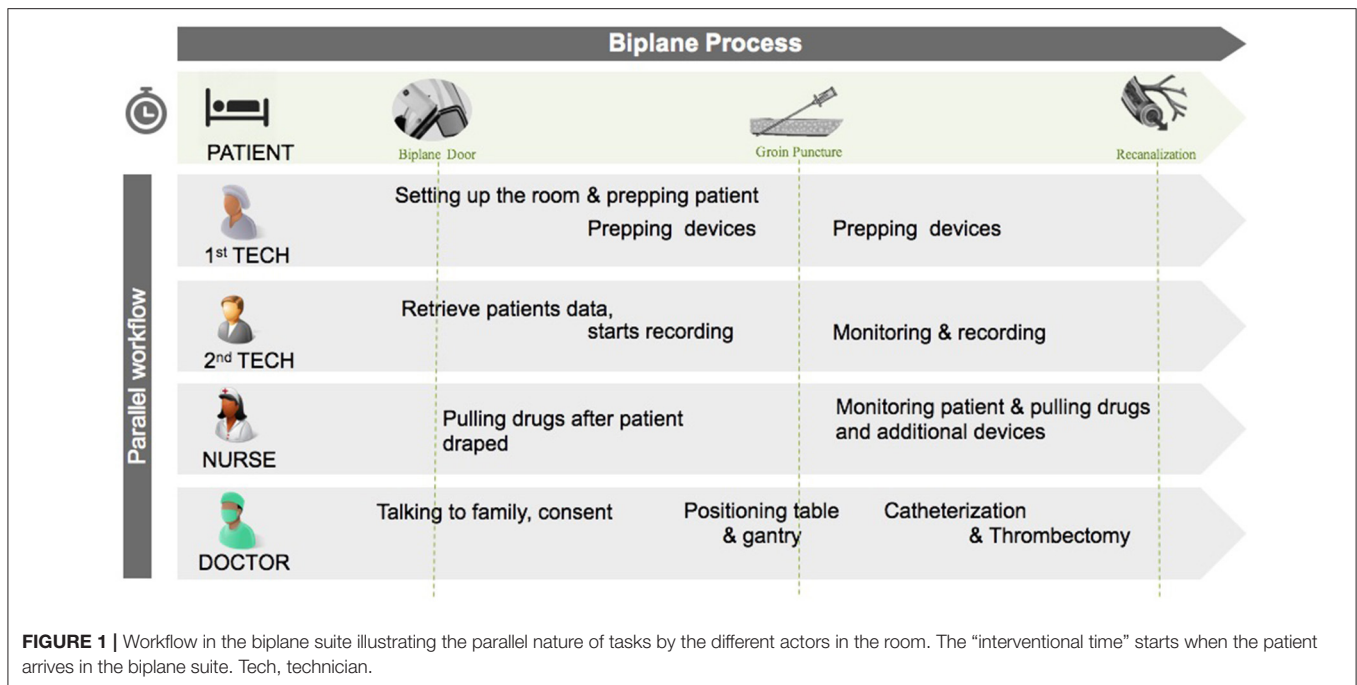 Biplane Process
PATIENT
Biplane Door
Groin Puncture
Recanalization
Parallel workflow
1st TECH
Setting up the room & prepping patient
Prepping devices
Prepping devices
2nd TECH
Retrieve patients data,
starts recording
Monitoring & recording
NURSE
Pulling drugs after patient
draped
Monitoring patient & pulling drugs
and additional devices
DOCTOR
Talking to family, consent
Positioning table
& gantry
Catheterization
& Thrombectomy
FIGURE 1 | Workflow in the biplane suite illustrating the parallel nature of tasks by the different actors in the room. The “interventional time” starts when the patient
arrives in the biplane suite. Tech, technician.